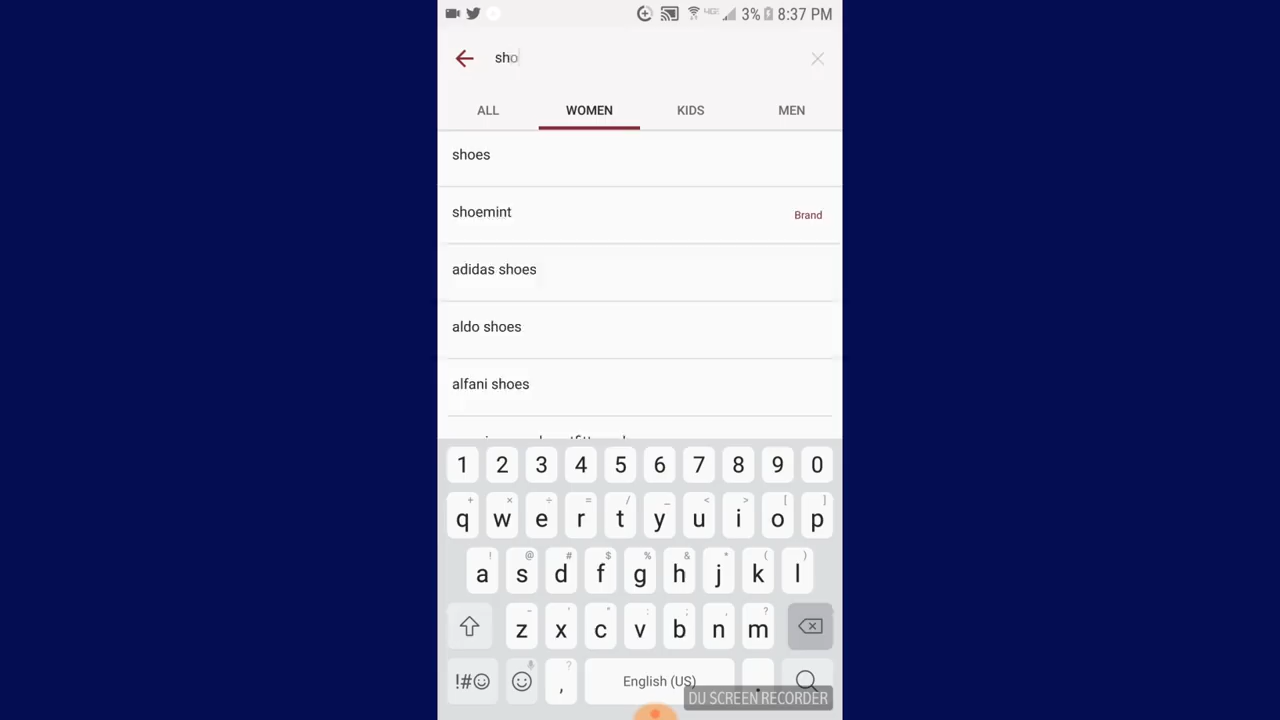 3% 8:37 PM
sho
ALL WOMEN KIDS MEN
shoes
shoemint Brand
adidas shoes
aldo shoes
alfani shoes
1 2 3 4 5 6 7 8 9 0
+ × ÷ = / _ < > [ ]
q w e r t y u i o p
! @ # $ % & * ( )
a s d f g h j k l
- ' " : ; , ?
z x c v b n m
!#☺ , ? English (US) .
DU SCREEN RECORDER